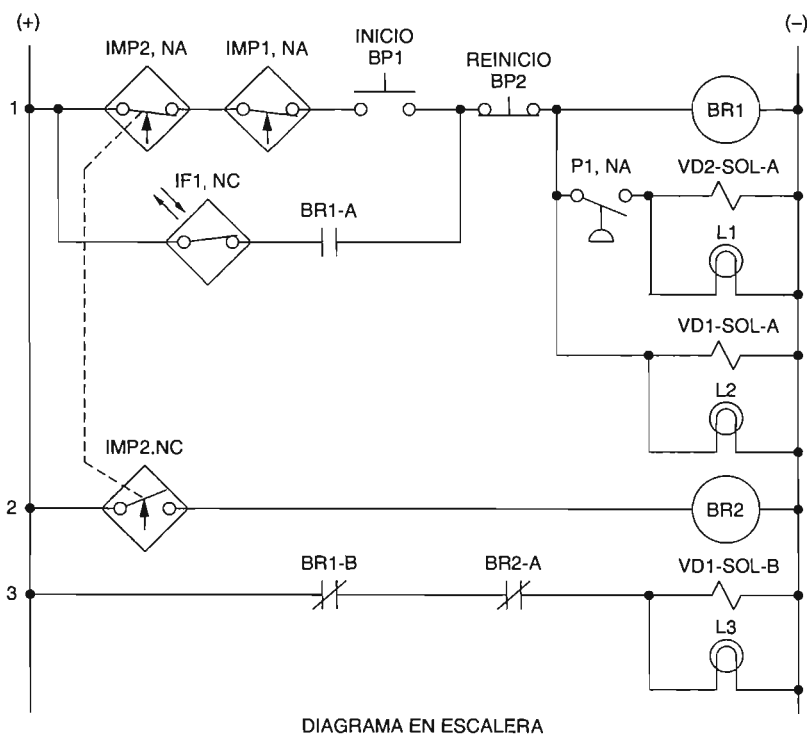 (+)
(–)
IMP2, NA
IMP1, NA
INICIO
BP1
REINICIO
BP2
1
BR1
IF1, NC
BR1-A
P1, NA
VD2-SOL-A
L1
VD1-SOL-A
L2
IMP2.NC
2
BR2
BR1-B
BR2-A
VD1-SOL-B
3
L3
DIAGRAMA EN ESCALERA